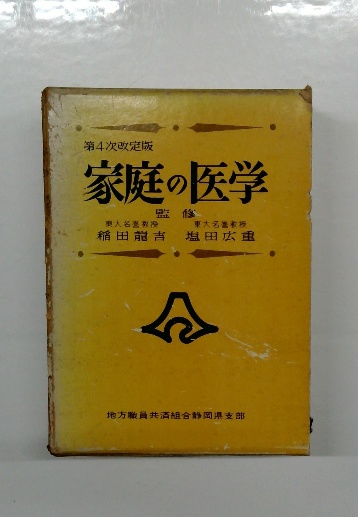 第4次改定版
家庭の医学
監修
東大名誉教授 東大名誉教授
稲田龍吉 塩田広重
地方職員共済組合静岡県支部